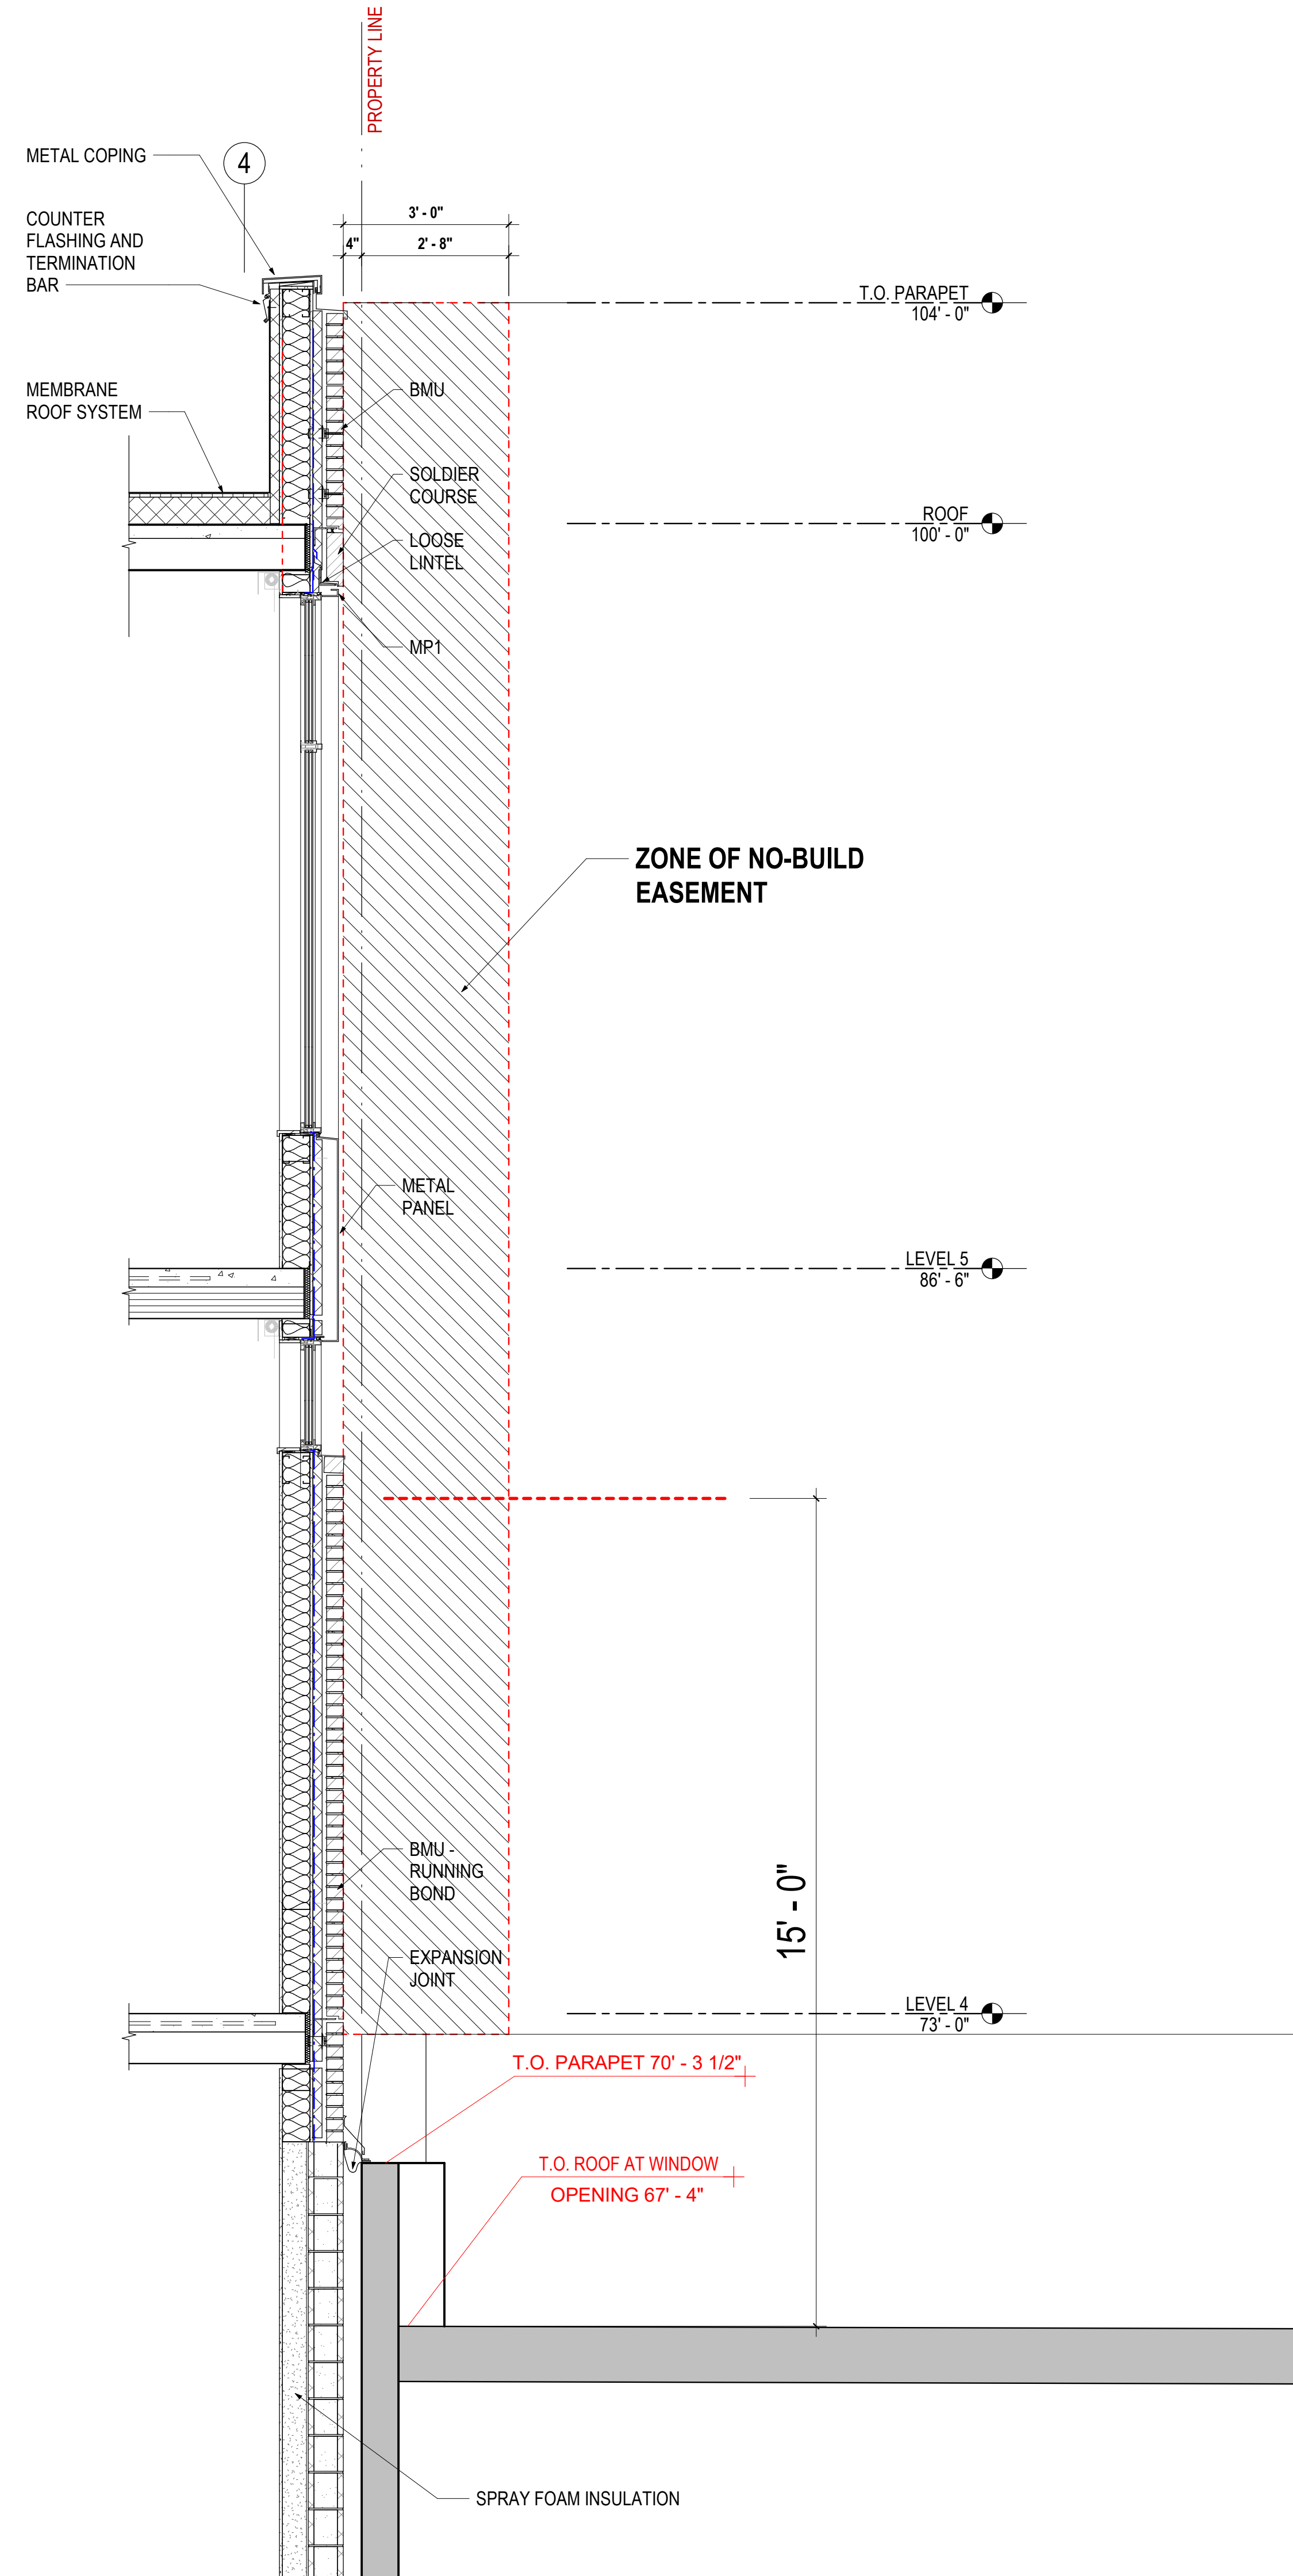 PROPERTY LINE
METAL COPING
4
COUNTER
FLASHING AND
TERMINATION
BAR
3' - 0"
4"
2' - 8"
T.O. PARAPET
104' - 0"
MEMBRANE
ROOF SYSTEM
BMU
SOLDIER
COURSE
ROOF
100' - 0"
LOOSE
LINTEL
MP1
ZONE OF NO-BUILD
EASEMENT
METAL
PANEL
LEVEL 5
86' - 6"
BMU -
RUNNING
BOND
15' - 0"
EXPANSION
JOINT
LEVEL 4
73' - 0"
T.O. PARAPET 70' - 3 1/2"
T.O. ROOF AT WINDOW
OPENING 67' - 4"
SPRAY FOAM INSULATION